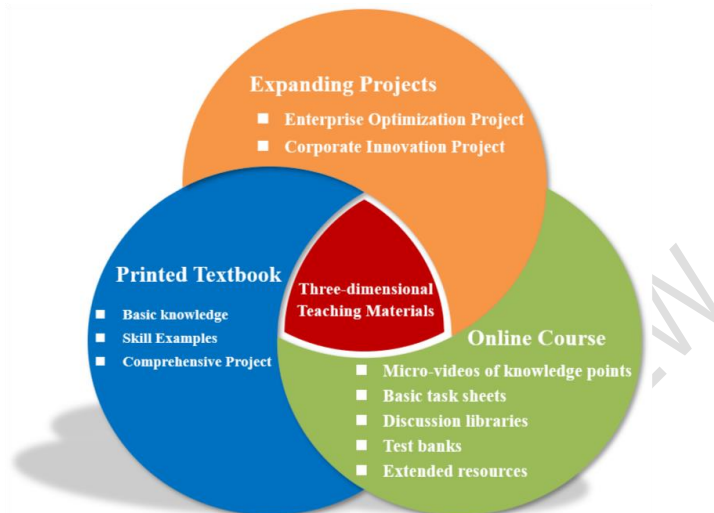 Expanding Projects
Enterprise Optimization Project
Corporate Innovation Project
Printed Textbook
Basic knowledge
Skill Examples
Comprehensive Project
Three-dimensional
Teaching Materials
Online Course
Micro-videos of knowledge points
Basic task sheets
Discussion libraries
Test banks
Extended resources